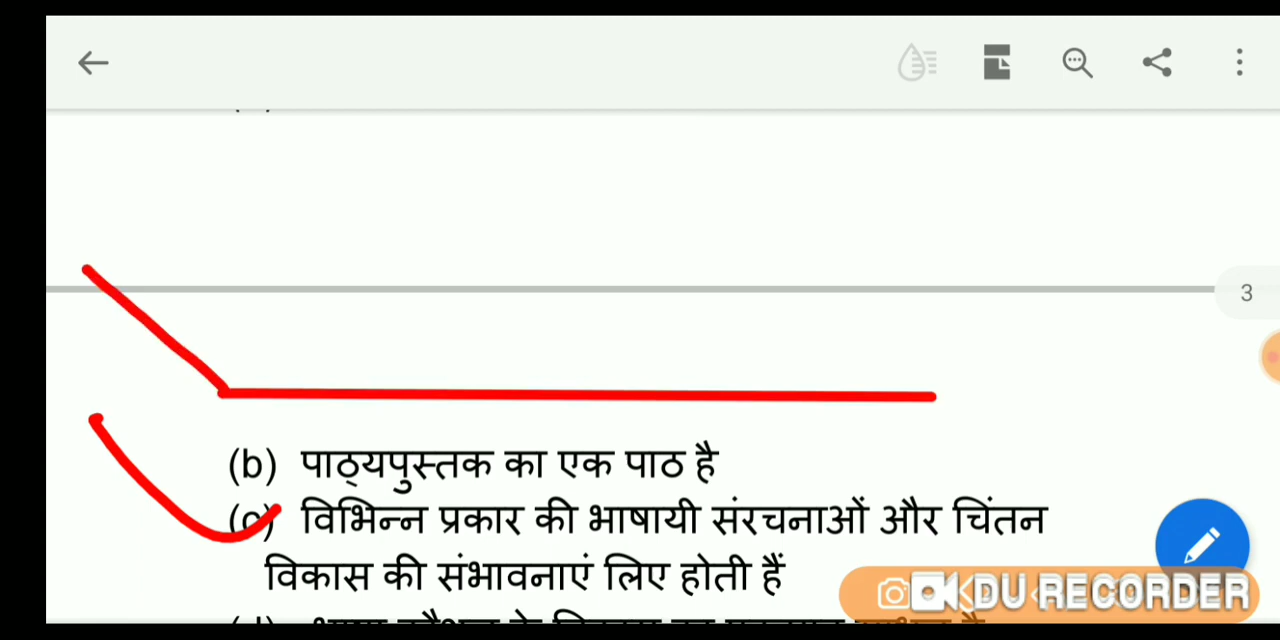 3
(b) पाठ्यपुस्तक का एक पाठ है
(c) विभिन्न प्रकार की भाषायी संरचनाओं और चिंतन
विकास की संभावनाएं लिए होती हैं
DU RECORDER